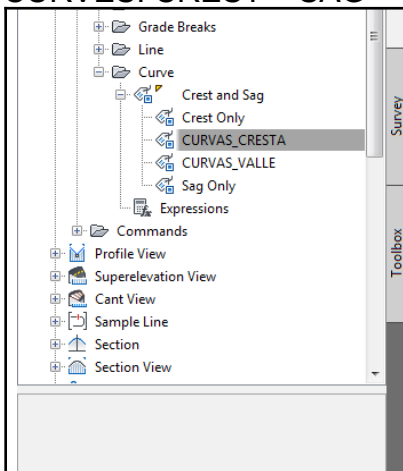 Grade Breaks
Line
Curve
Crest and Sag
Crest Only
CURVAS_CRESTA
CURVAS_VALLE
Sag Only
Expressions
Commands
Profile View
Superelevation View
Cant View
Sample Line
Section
Section View
Survey
Toolbox